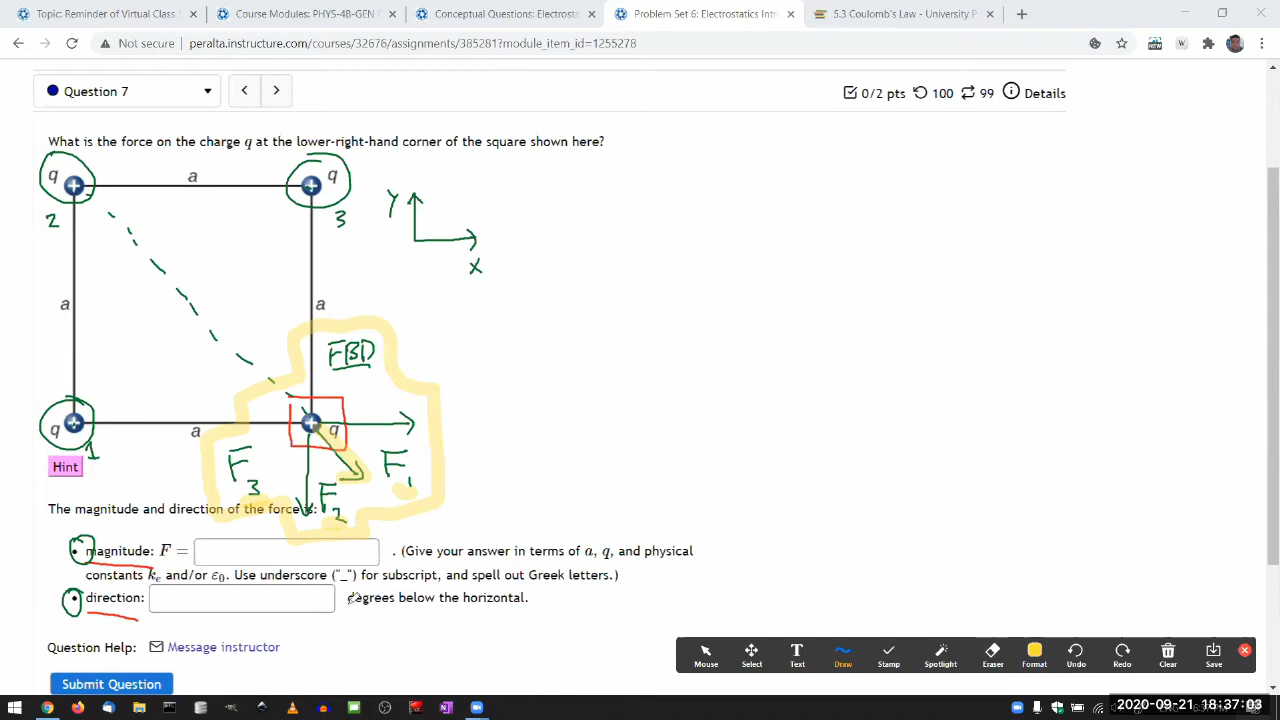 Topic: Reminder of Virtual Class
Course Modules: PHYS-4B-GEN
Conceptual Questions: Electrosta
Problem Set 6: Electrostatics Intr
5.3 Coulomb's Law - University P
Not secure
peralta.instructure.com/courses/32676/assignments/385281?module_item_id=1255278
NEW
W
Question 7
0/2 pts 100 99 Details
What is the force on the charge q at the lower-right-hand corner of the square shown here?
q a q
2 3
Y
X
a a
FBD
q a q
1
F3 F2 F1
Hint
The magnitude and direction of the force is:
• magnitude: F = . (Give your answer in terms of a, q, and physical
constants ke and/or ε0. Use underscore ("_") for subscript, and spell out Greek letters.)
• direction: degrees below the horizontal.
Question Help: Message instructor
Submit Question
Mouse Select Text Draw Stamp Spotlight Eraser Format Undo Redo Clear Save
2020-09-21 18:37:03